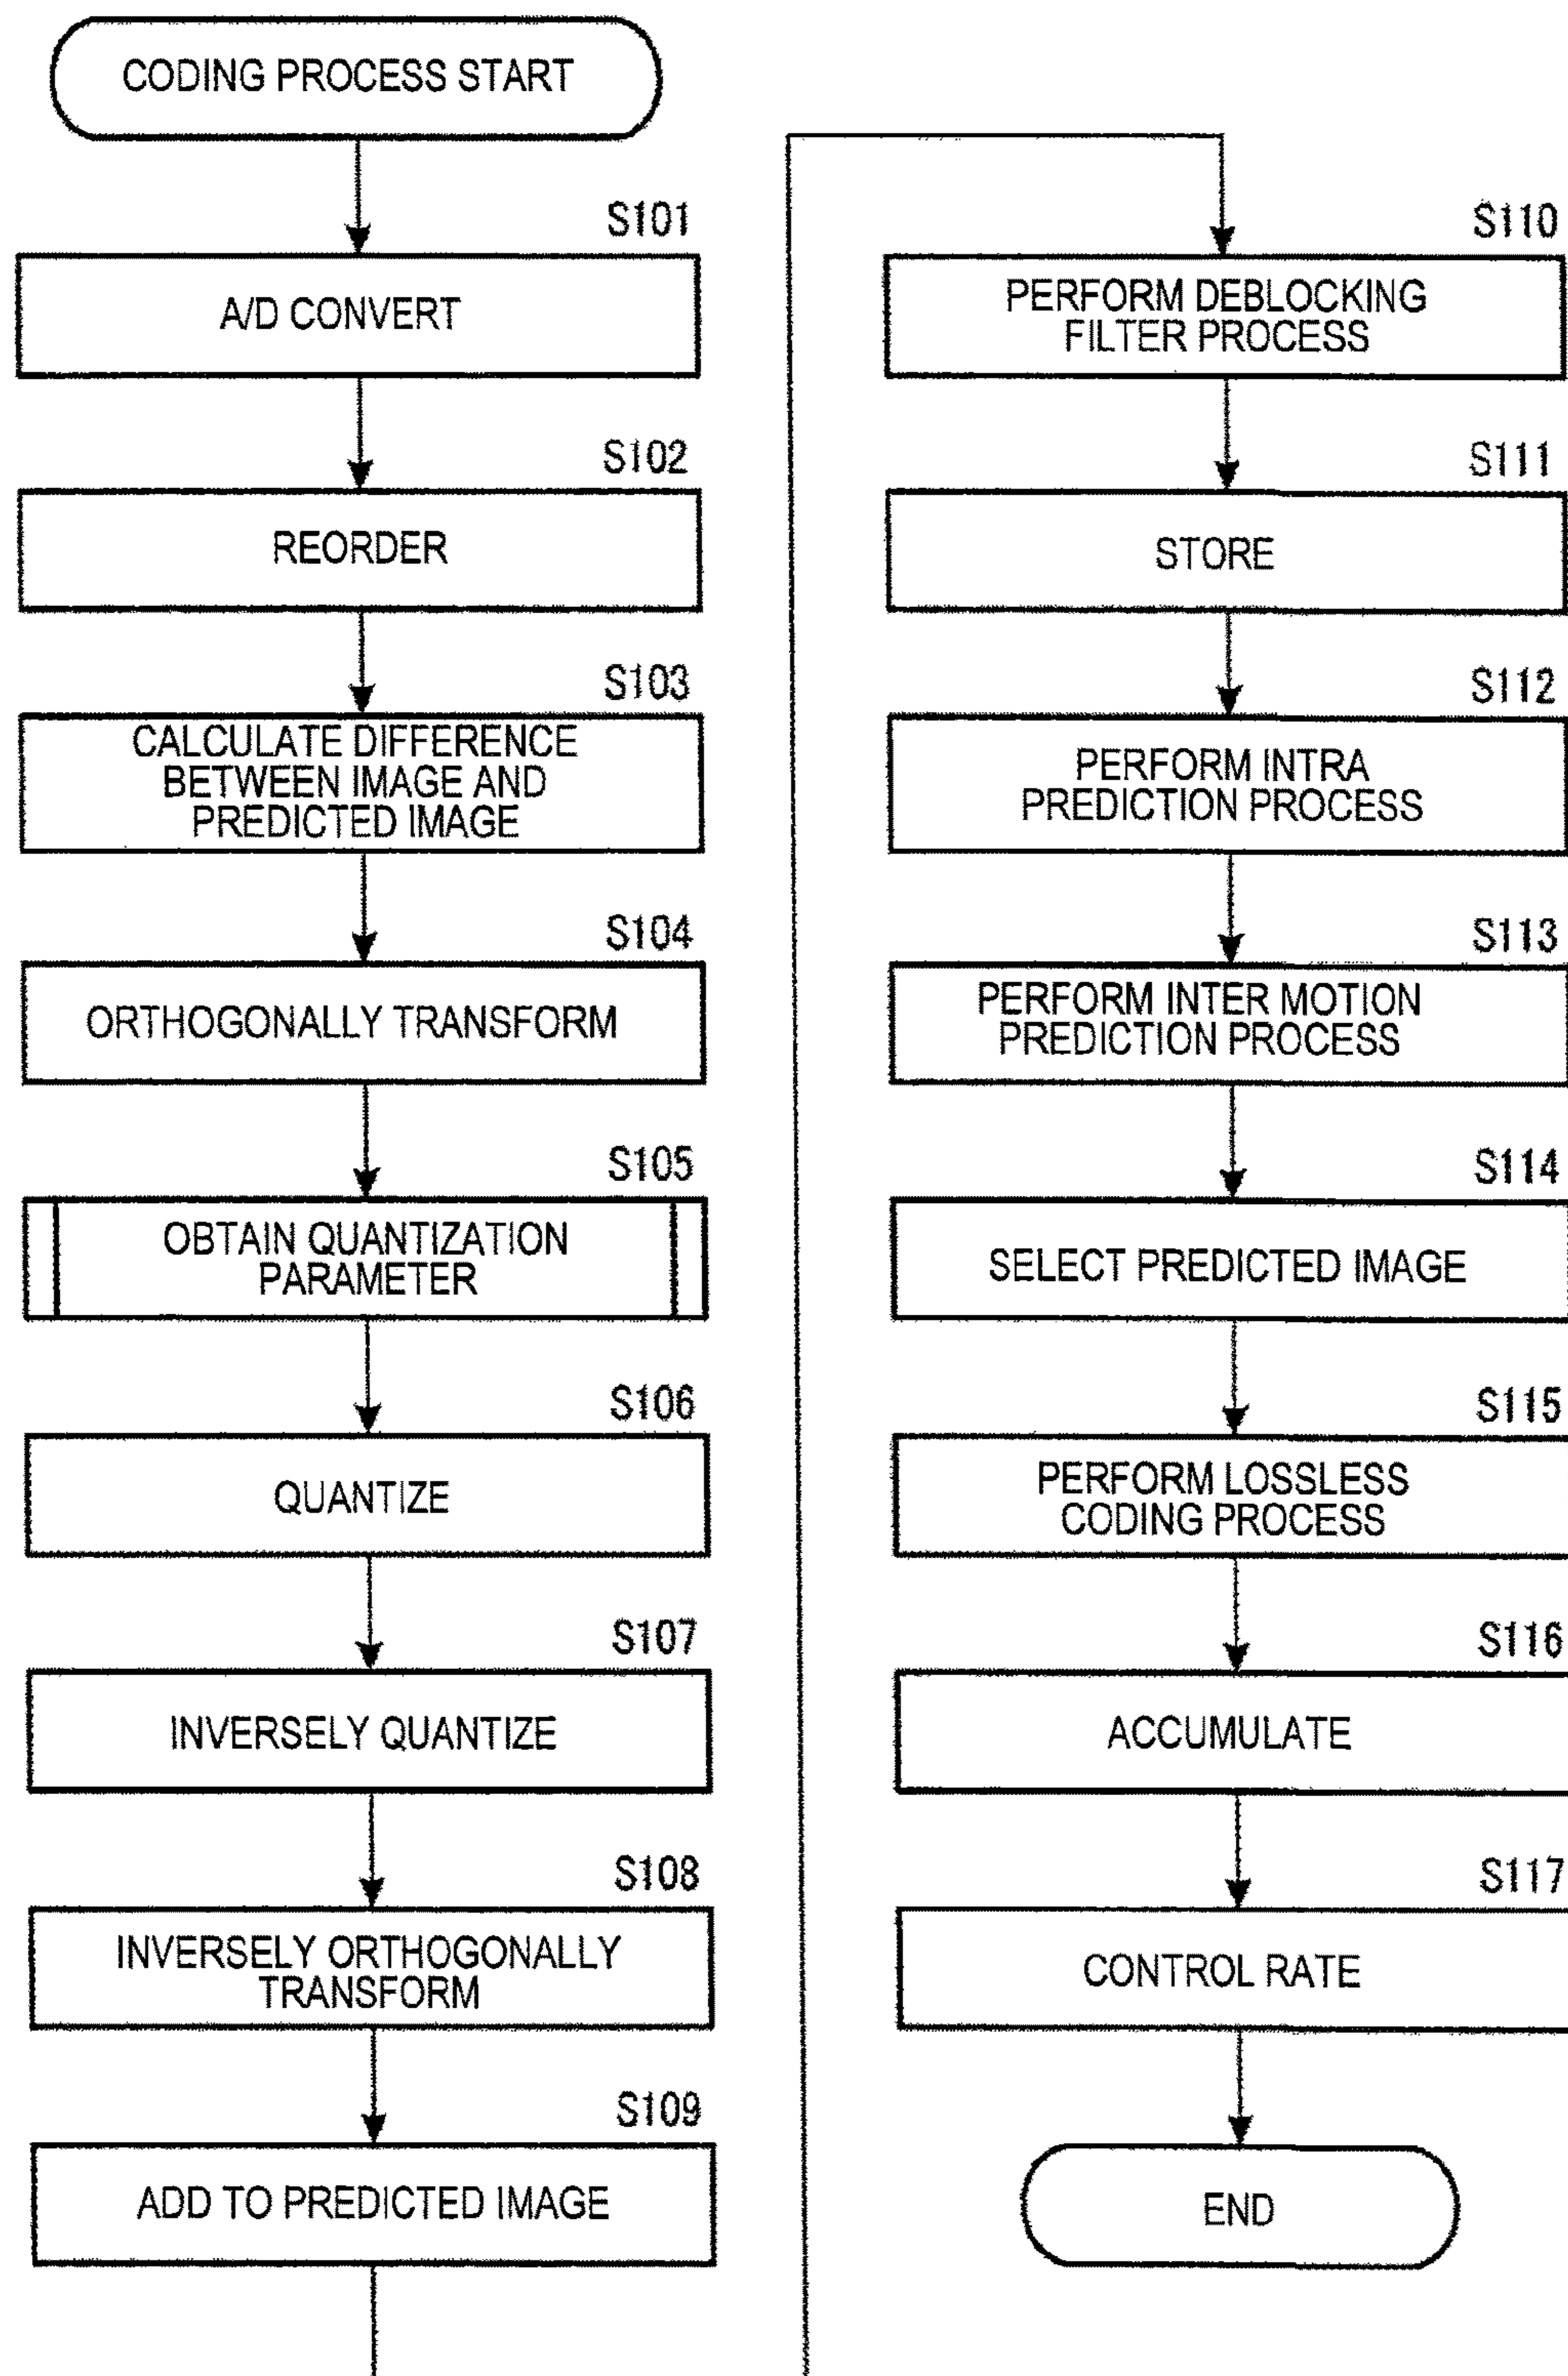 CODING PROCESS START
S101
A/D CONVERT
S102
REORDER
S103
CALCULATE DIFFERENCE
BETWEEN IMAGE AND
PREDICTED IMAGE
S104
ORTHOGONALLY TRANSFORM
S105
OBTAIN QUANTIZATION
PARAMETER
S106
QUANTIZE
S107
INVERSELY QUANTIZE
S108
INVERSELY ORTHOGONALLY
TRANSFORM
S109
ADD TO PREDICTED IMAGE
S110
PERFORM DEBLOCKING
FILTER PROCESS
S111
STORE
S112
PERFORM INTRA
PREDICTION PROCESS
S113
PERFORM INTER MOTION
PREDICTION PROCESS
S114
SELECT PREDICTED IMAGE
S115
PERFORM LOSSLESS
CODING PROCESS
S116
ACCUMULATE
S117
CONTROL RATE
END